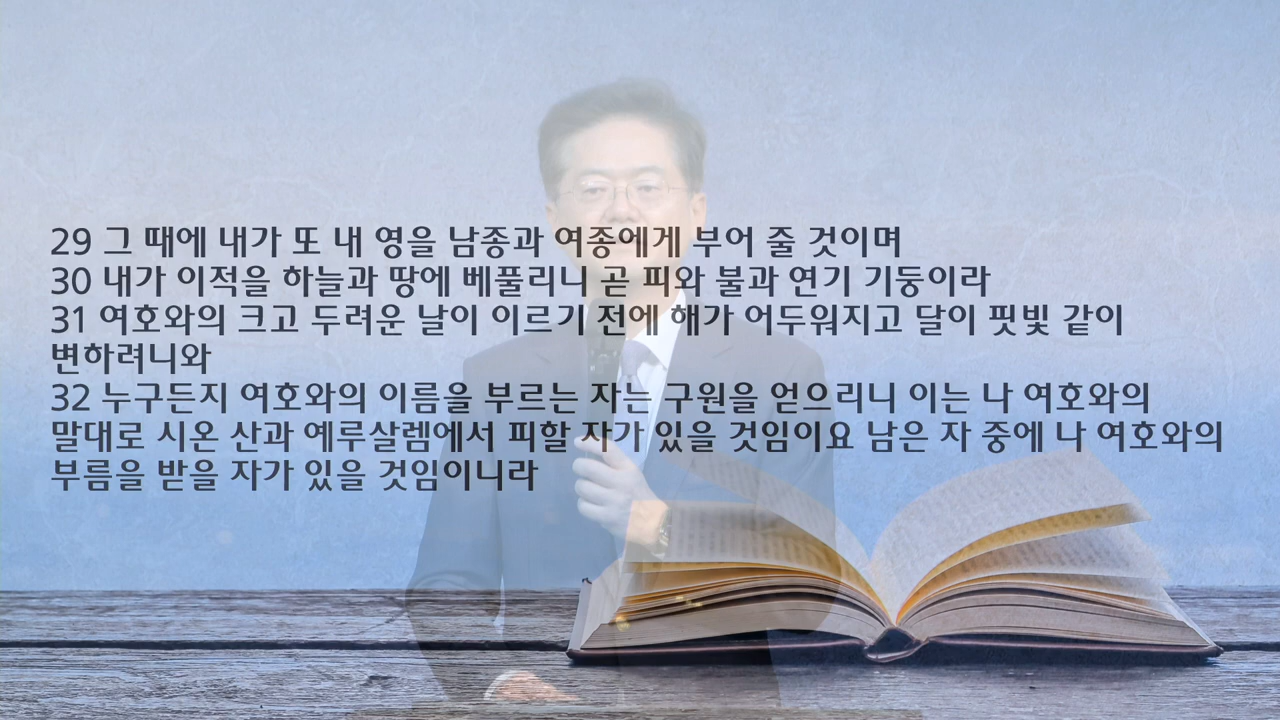 29 그 때에 내가 또 내 영을 남종과 여종에게 부어 줄 것이며
30 내가 이적을 하늘과 땅에 베풀리니 곧 피와 불과 연기 기둥이라
31 여호와의 크고 두려운 날이 이르기 전에 해가 어두워지고 달이 핏빛 같이
변하려니와
32 누구든지 여호와의 이름을 부르는 자는 구원을 얻으리니 이는 나 여호와의
말대로 시온 산과 예루살렘에서 피할 자가 있을 것임이요 남은 자 중에 나 여호와의
부름을 받을 자가 있을 것임이니라